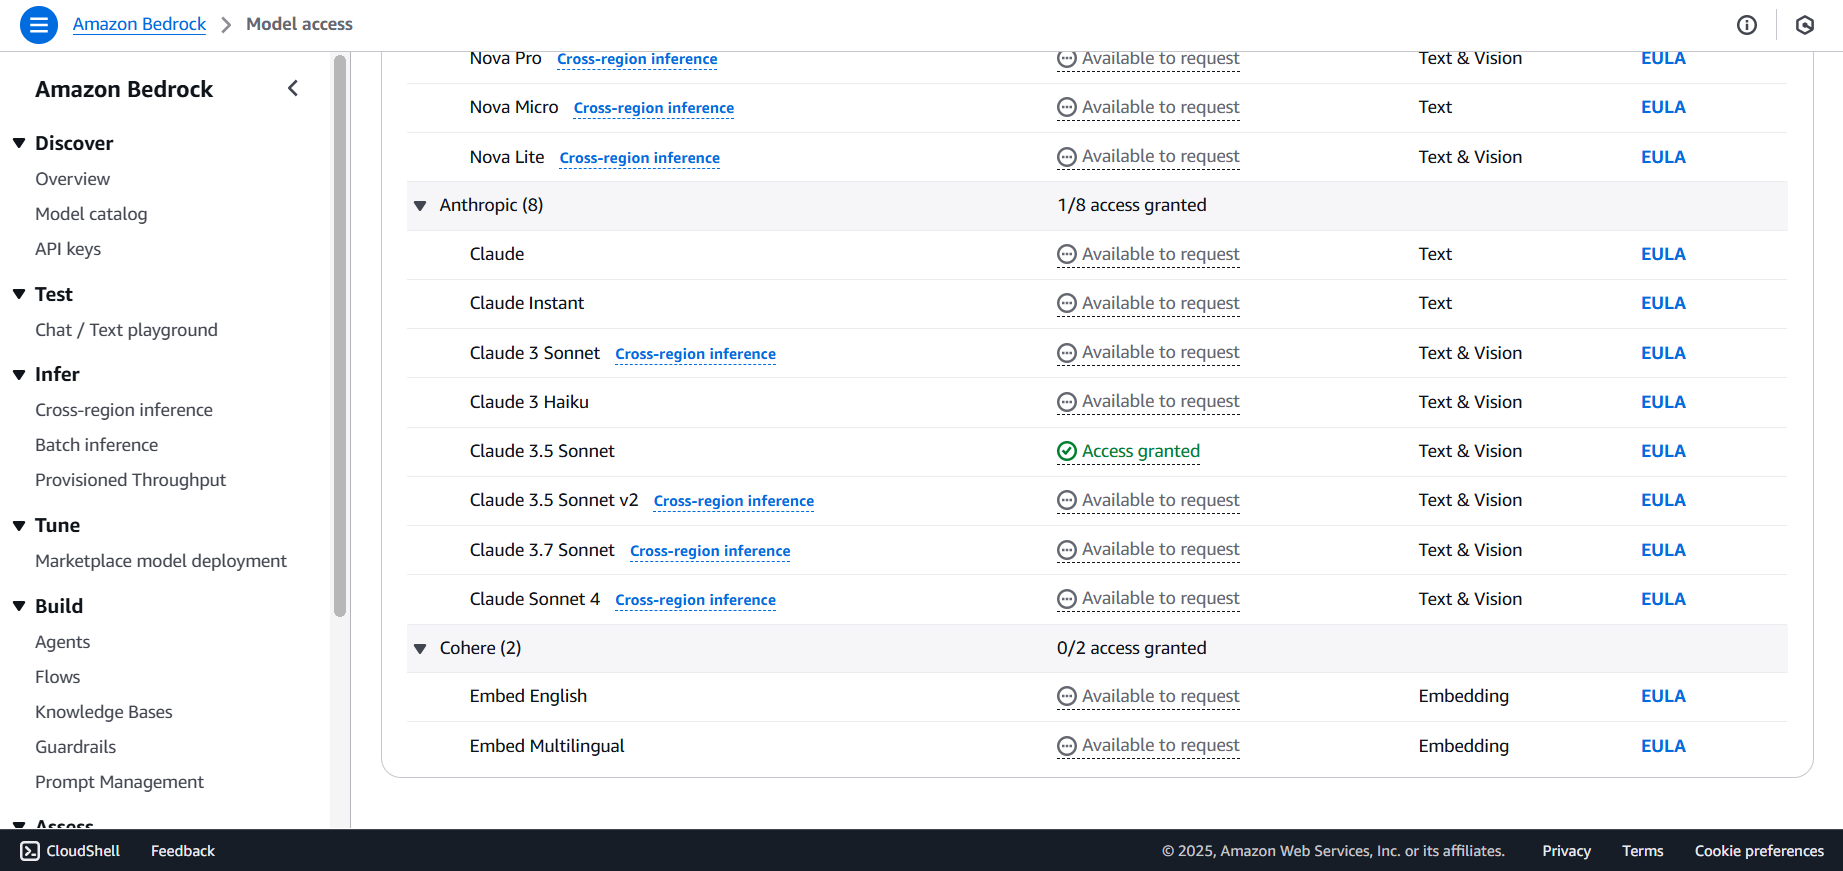 Amazon Bedrock > Model access
Amazon Bedrock
Discover
Overview
Model catalog
API keys
Test
Chat / Text playground
Infer
Cross-region inference
Batch inference
Provisioned Throughput
Tune
Marketplace model deployment
Build
Agents
Flows
Knowledge Bases
Guardrails
Prompt Management
Assess
Nova Pro Cross-region inference Available to request Text & Vision EULA
Nova Micro Cross-region inference Available to request Text EULA
Nova Lite Cross-region inference Available to request Text & Vision EULA
Anthropic (8) 1/8 access granted
Claude Available to request Text EULA
Claude Instant Available to request Text EULA
Claude 3 Sonnet Cross-region inference Available to request Text & Vision EULA
Claude 3 Haiku Available to request Text & Vision EULA
Claude 3.5 Sonnet Access granted Text & Vision EULA
Claude 3.5 Sonnet v2 Cross-region inference Available to request Text & Vision EULA
Claude 3.7 Sonnet Cross-region inference Available to request Text & Vision EULA
Claude Sonnet 4 Cross-region inference Available to request Text & Vision EULA
Cohere (2) 0/2 access granted
Embed English Available to request Embedding EULA
Embed Multilingual Available to request Embedding EULA
CloudShell Feedback © 2025, Amazon Web Services, Inc. or its affiliates. Privacy Terms Cookie preferences